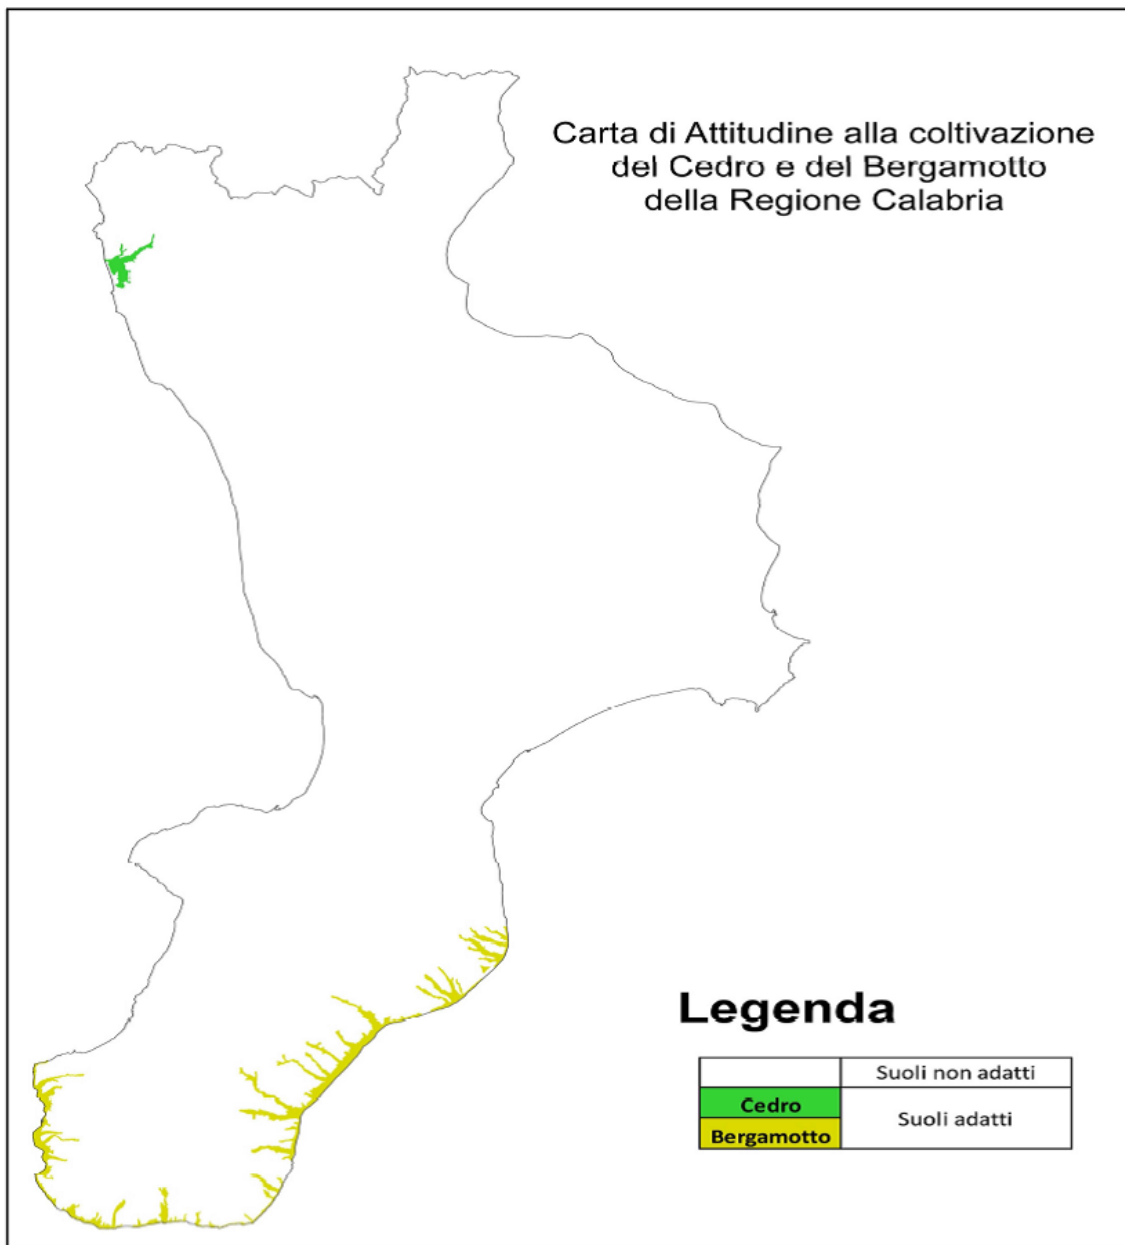 Carta di Attitudine alla coltivazione
del Cedro e del Bergamotto
della Regione Calabria
Legenda
Suoli non adatti
Cedro
Suoli adatti
Bergamotto